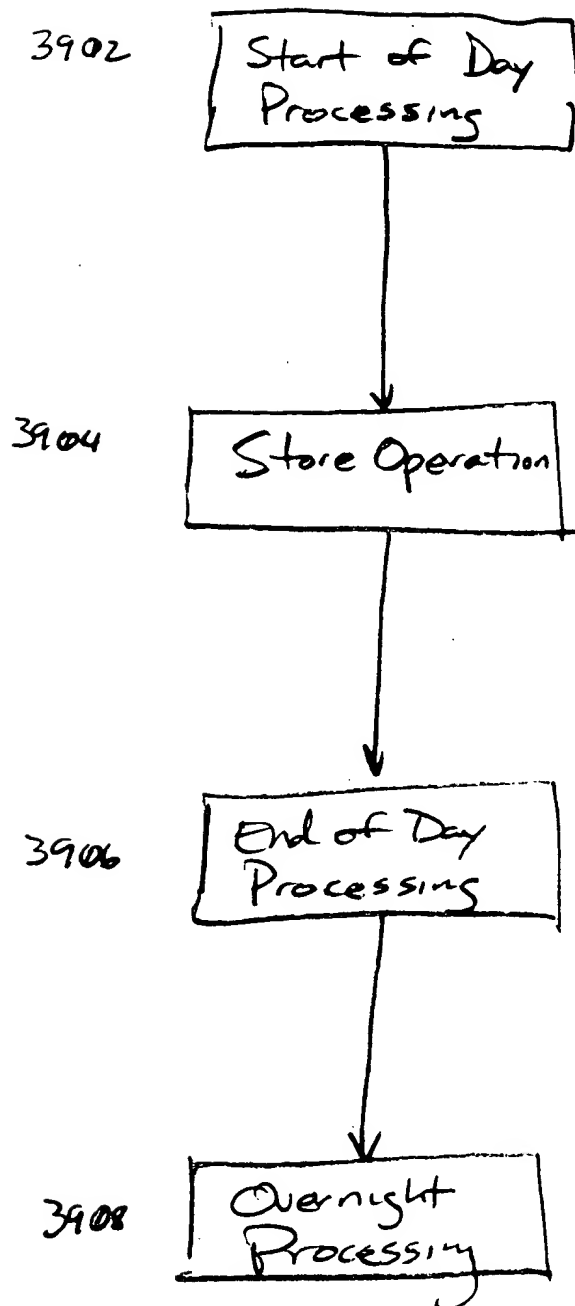 3902
Start of Day
Processing
3904
Store Operation
3906
End of Day
Processing
3908
Overnight
Processing